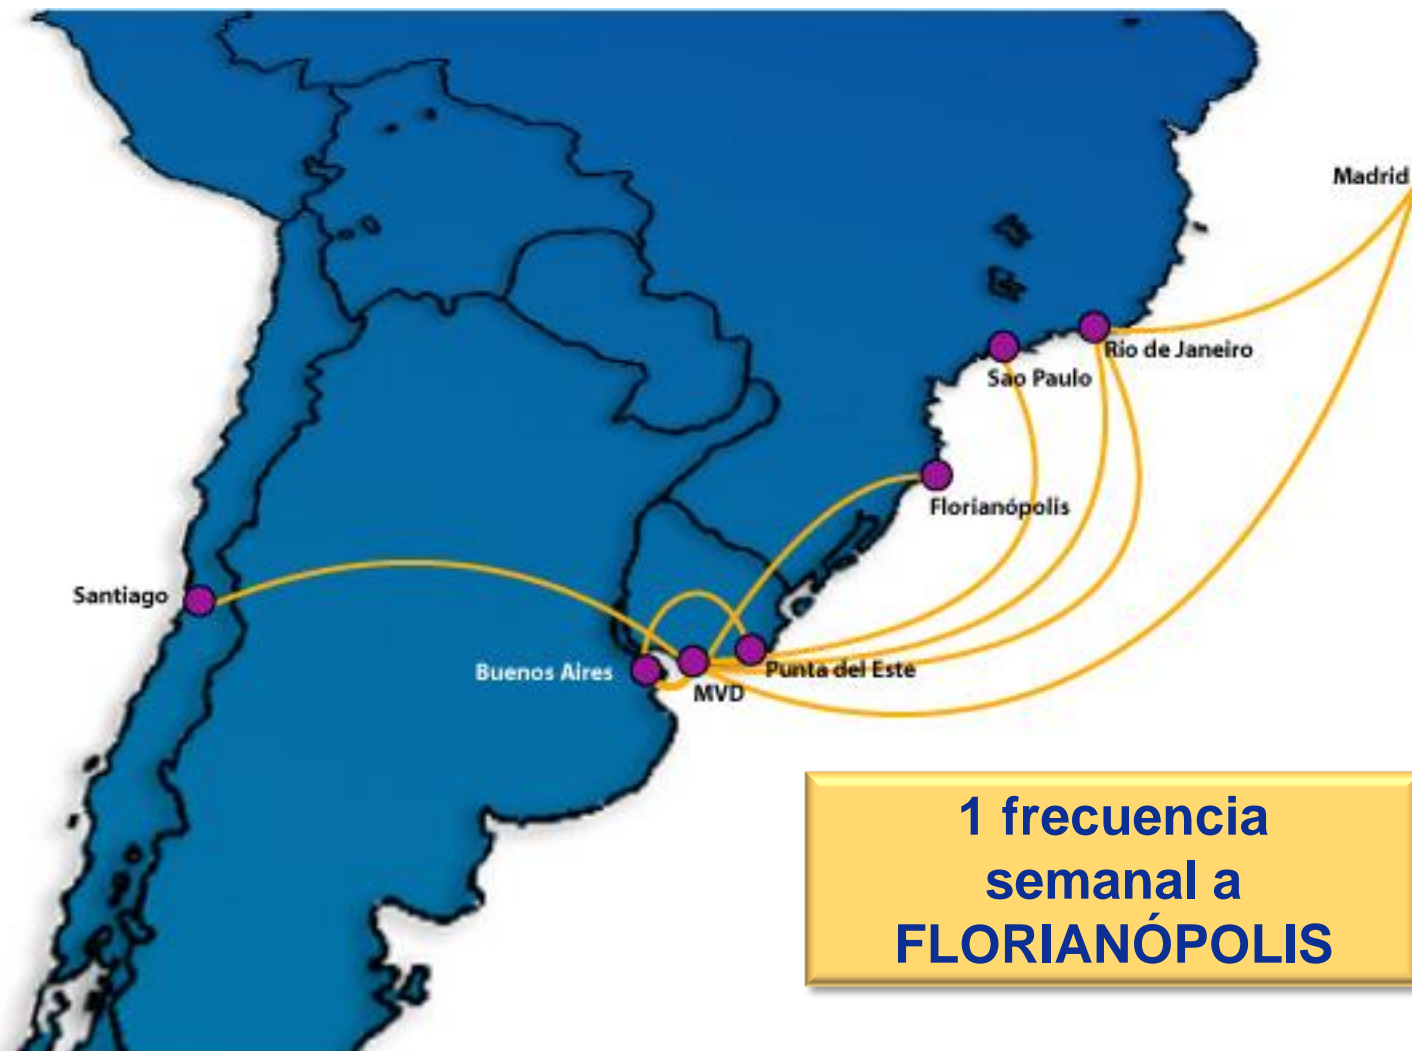 Madrid
Rio de Janeiro
Sao Paulo
Florianópolis
Santiago
Buenos Aires
Punta del Este
MVD
1 frecuencia
semanal a
FLORIANÓPOLIS